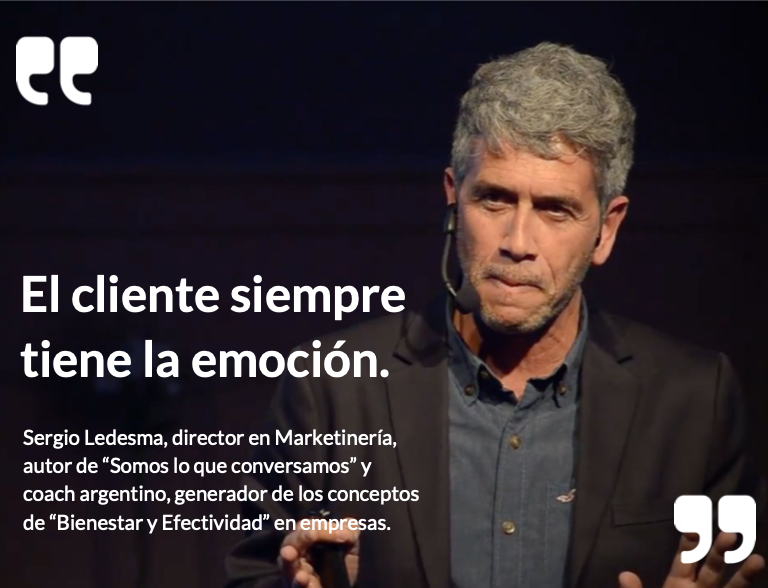 El cliente siempre
tiene la emoción.
Sergio Ledesma, director en Marketinería,
autor de “Somos lo que conversamos” y
coach argentino, generador de los conceptos
de “Bienestar y Efectividad” en empresas.